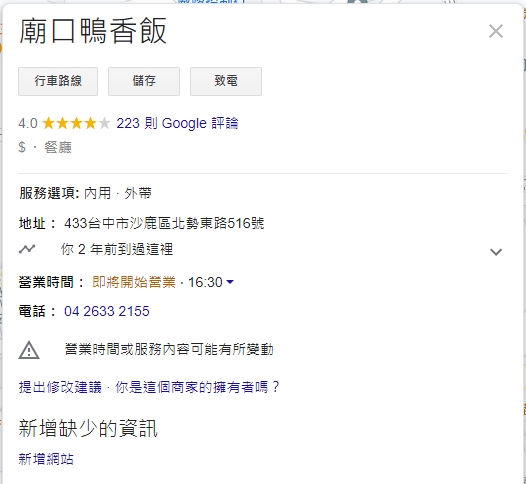 廟口鴨香飯
行車路線
儲存
致電
4.0 223 則 Google 評論
$ · 餐廳
服務選項: 內用 · 外帶
地址： 433台中市沙鹿區北勢東路516號
你 2 年前到過這裡
營業時間： 即將開始營業 · 16:30
電話： 04 2633 2155
營業時間或服務內容可能有所變動
提出修改建議 · 你是這個商家的擁有者嗎？
新增缺少的資訊
新增網站